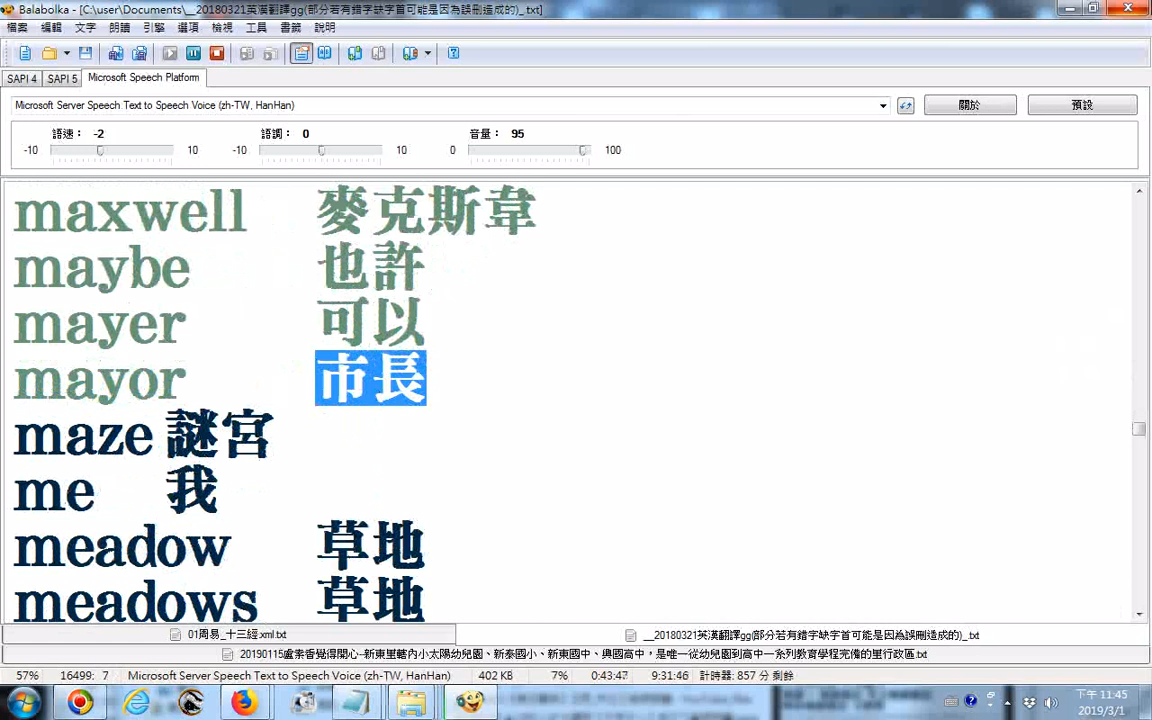 Balabolka - [C:\user\Documents\__20180321英漢翻譯gg(部分若有錯字缺字首可能是因為誤刪造成的)_.txt]
檔案 編輯 文字 朗讀 引擎 選項 檢視 工具 書籤 說明
SAPI 4 SAPI 5 Microsoft Speech Platform
Microsoft Server Speech Text to Speech Voice (zh-TW, HanHan) 關於 預設
語速: -2 語調: 0 音量: 95
-10 10 -10 10 0 100
maxwell 麥克斯韋
maybe 也許
mayer 可以
mayor 市長
maze 謎宮
me 我
meadow 草地
meadows 草地
01周易_十三經.xml.txt __20180321英漢翻譯gg(部分若有錯字缺字首可能是因為誤刪造成的)_.txt
20190115盧素香覺得開心-新東里轄內小太陽幼兒園、新泰國小、新東國中、興國高中，是唯一從幼兒園到高中一系列教育學程完備的里行政區.txt
57% 16499: 7 Microsoft Server Speech Text to Speech Voice (zh-TW, HanHan) 402 KB 7% 0:43:47 9:31:46 計時器: 857 分 剩餘
下午 11:45
2019/3/1